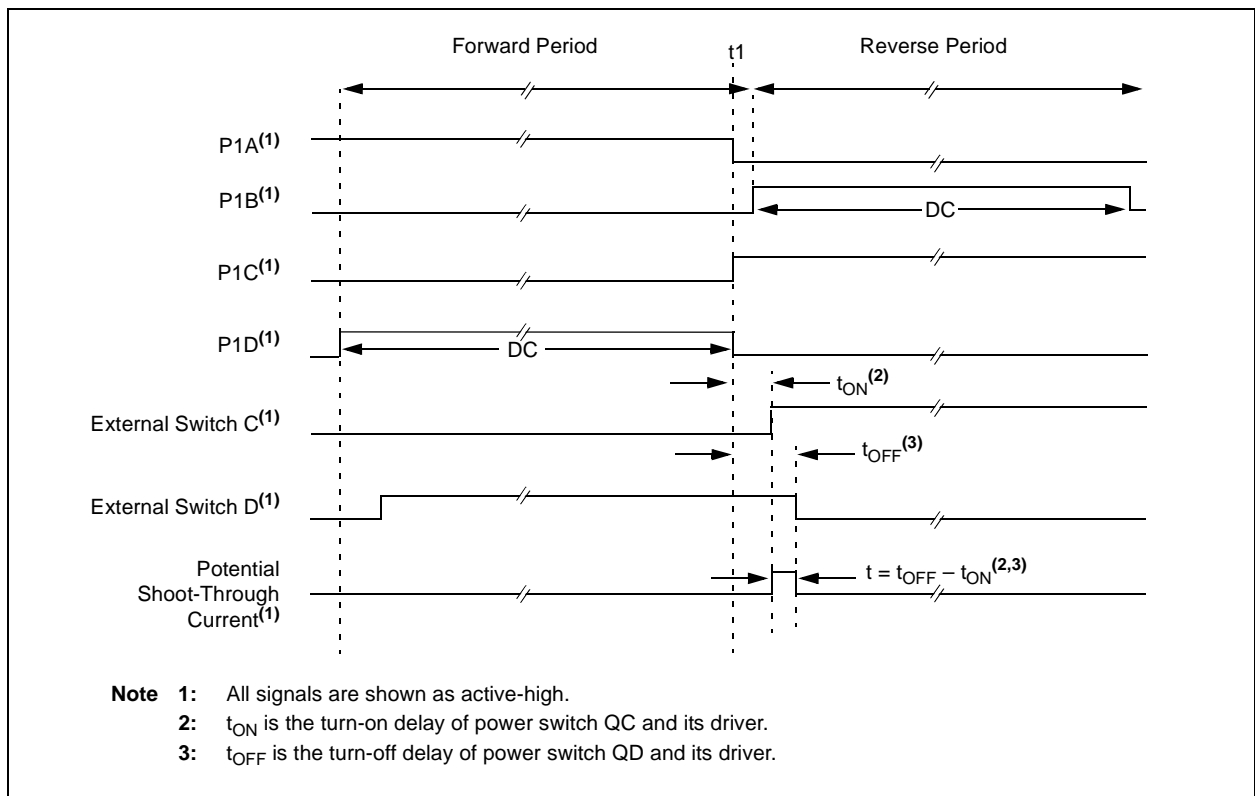 Forward Period t1 Reverse Period
P1A(1)
P1B(1)
DC
P1C(1)
P1D(1)
DC
tON(2)
External Switch C(1)
tOFF(3)
External Switch D(1)
Potential
Shoot-Through
Current(1)
t = tOFF – tON(2,3)
Note 1: All signals are shown as active-high.
2: tON is the turn-on delay of power switch QC and its driver.
3: tOFF is the turn-off delay of power switch QD and its driver.